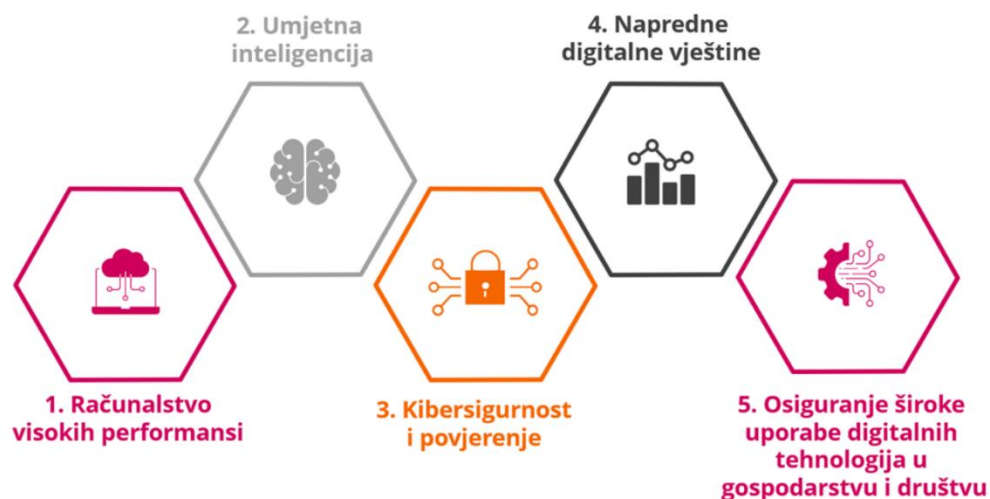 1. Računalstvo
visokih performansi
2. Umjetna
inteligencija
3. Kibersigurnost
i povjerenje
4. Napredne
digitalne vještine
5. Osiguranje široke
uporabe digitalnih
tehnologija u
gospodarstvu i društvu